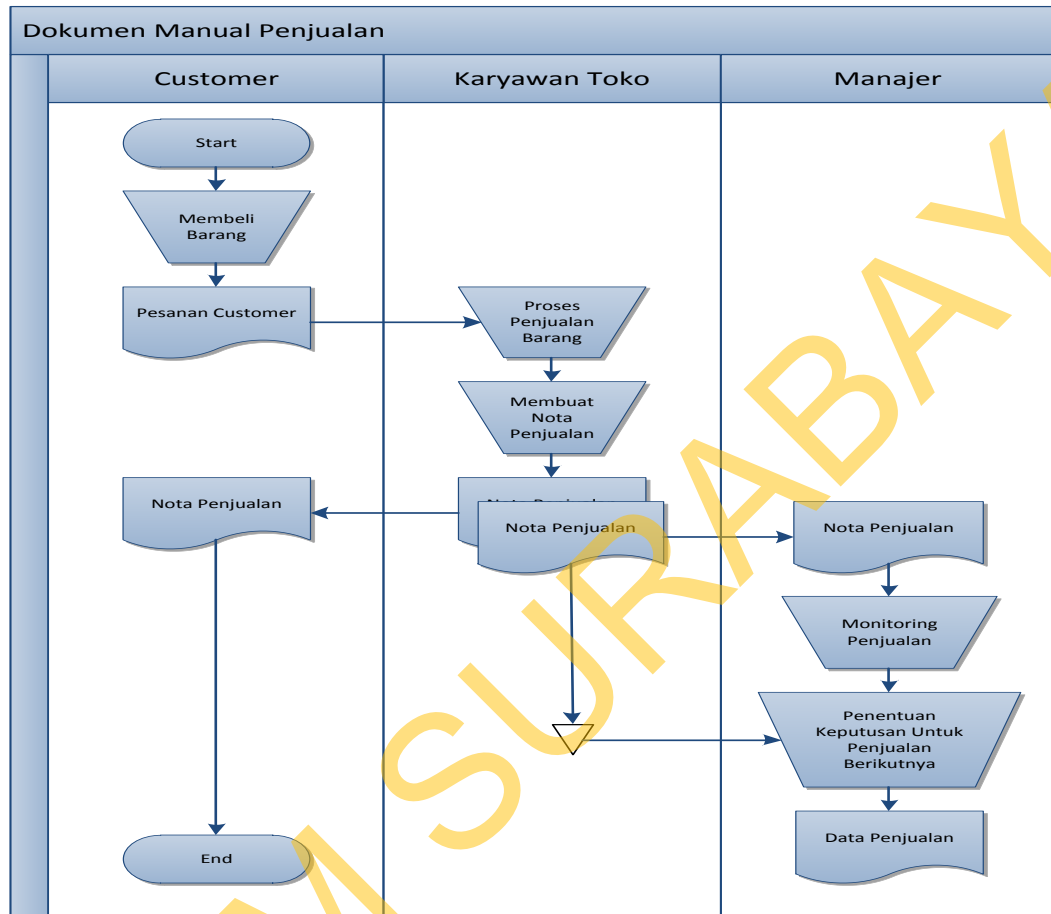 Dokumen Manual Penjualan
Customer
Karyawan Toko
Manajer
Start
Membeli
Barang
Pesanan Customer
Proses
Penjualan
Barang
Membuat
Nota
Penjualan
Nota Penjualan
Nota Penjualan
Nota Penjualan
Monitoring
Penjualan
Penentuan
Keputusan Untuk
Penjualan
Berikutnya
End
Data Penjualan
M SURABAY